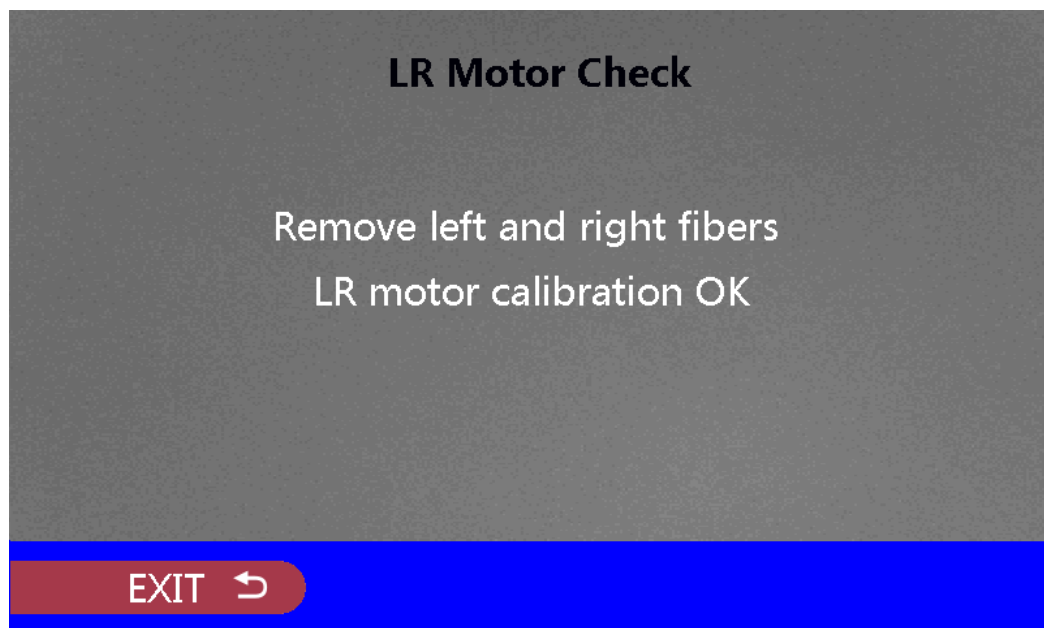 LR Motor Check
Remove left and right fibers
LR motor calibration OK
EXIT